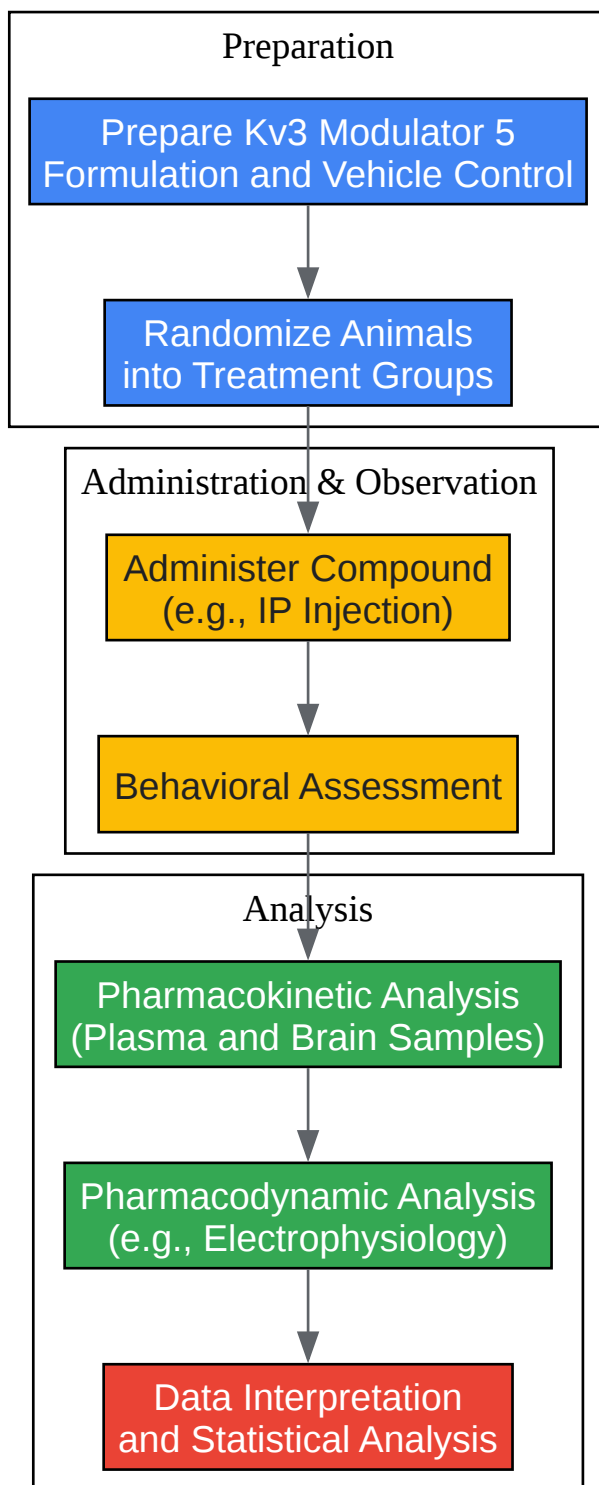 Preparation
Prepare Kv3 Modulator 5
Formulation and Vehicle Control
Randomize Animals
into Treatment Groups
Administration & Observation
Administer Compound
(e.g., IP Injection)
Behavioral Assessment
Analysis
Pharmacokinetic Analysis
(Plasma and Brain Samples)
Pharmacodynamic Analysis
(e.g., Electrophysiology)
Data Interpretation
and Statistical Analysis